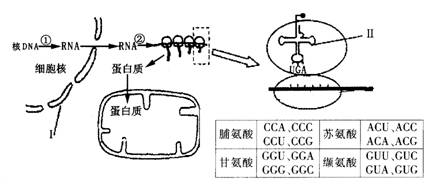 核DNA ① RNA RNA ②
细胞核
蛋白质
蛋白质
I
II
UGA
脯氨酸 CCA、CCC CCU、CCG 苏氨酸 ACU、ACC ACA、ACG
甘氨酸 GGU、GGA GGG、GGC 缬氨酸 GUU、GUC GUA、GUG